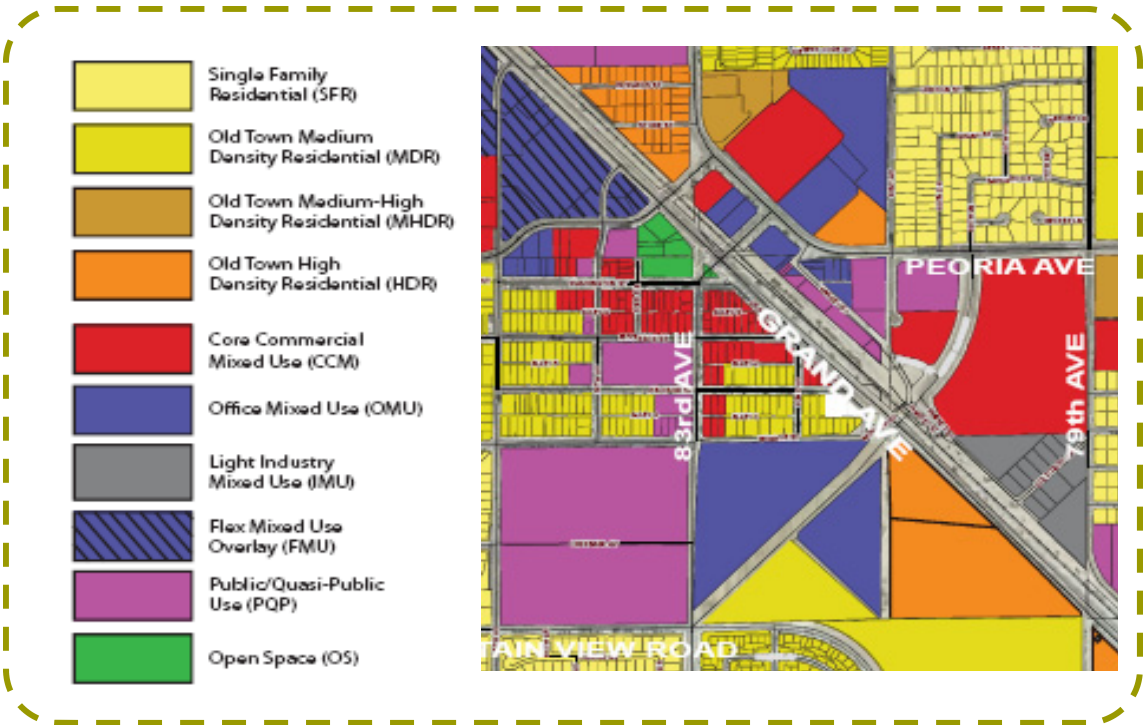 Single Family
Residential (SFR)
Old Town Medium
Density Residential (MDR)
Old Town Medium-High
Density Residential (MHDR)
Old Town High
Density Residential (HDR)
Core Commercial
Mixed Use (CCM)
Office Mixed Use (OMU)
Light Industry
Mixed Use (IMU)
Flex Mixed Use
Overlay (FMU)
Public/Quasi-Public
Use (PQP)
Open Space (OS)
PEORIA AVE
GRAND AVE
83rd AVE
79th AVE
TAIN VIEW ROAD